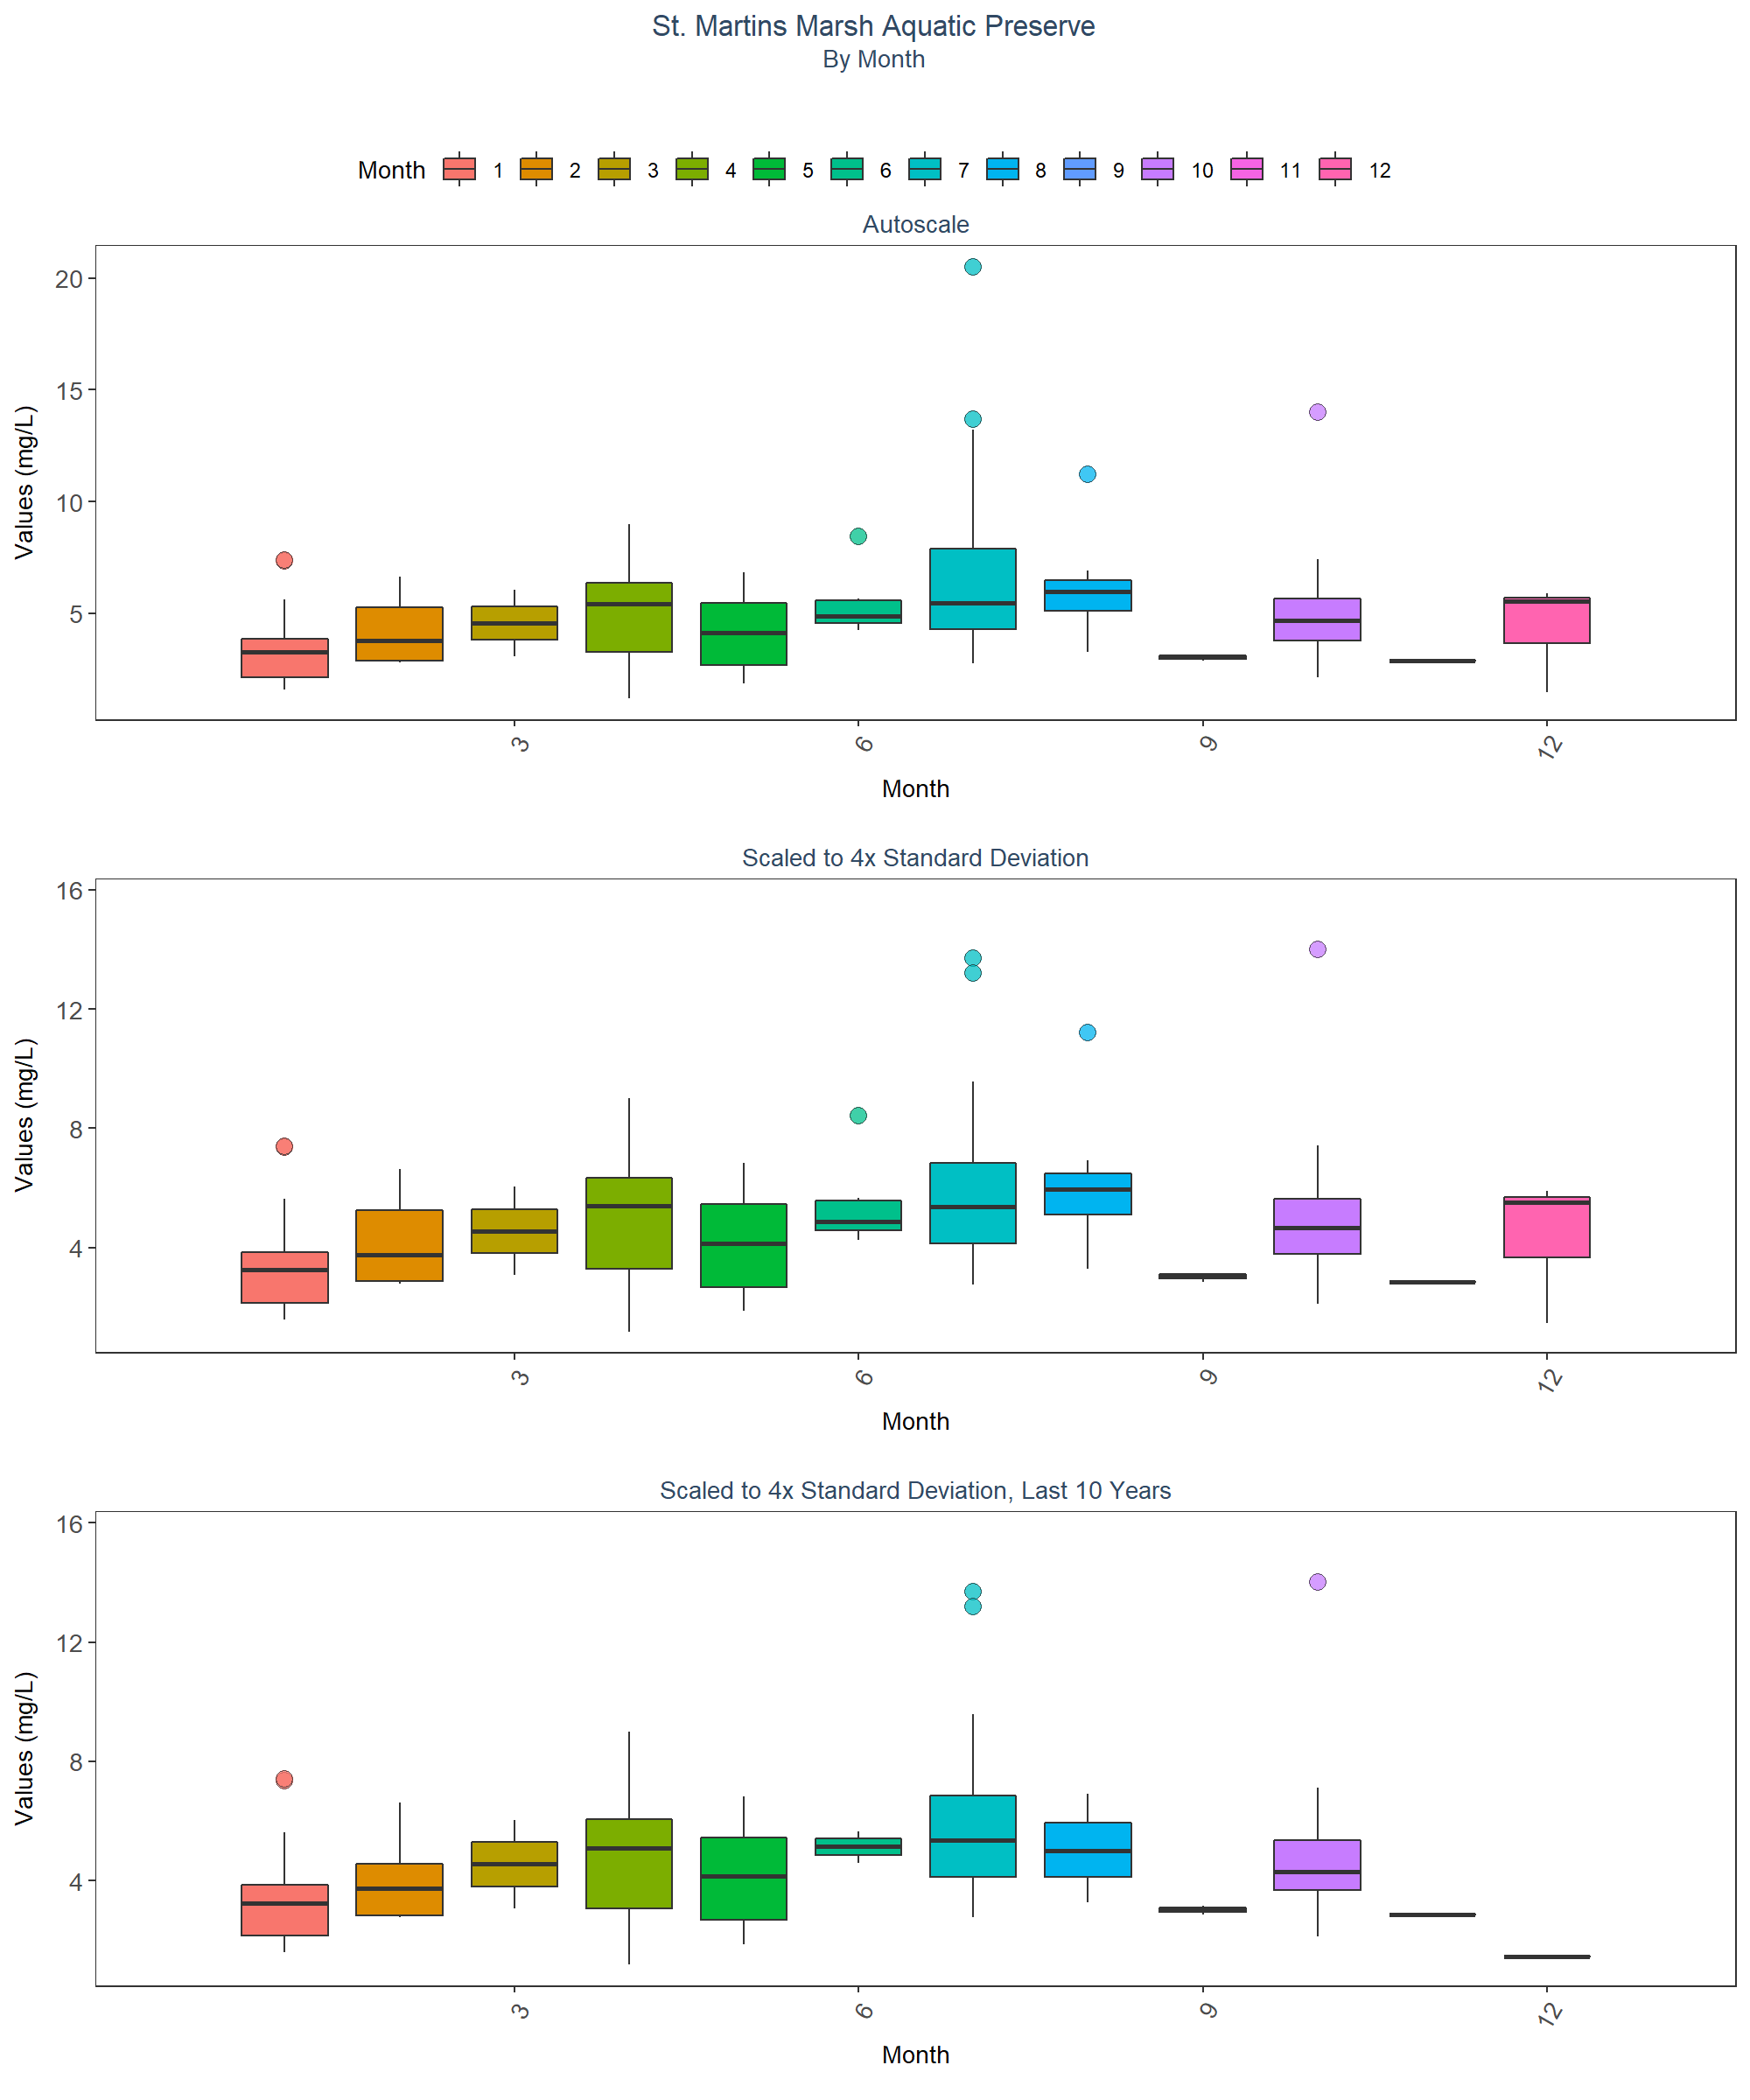 St. Martins Marsh Aquatic Preserve
By Month
Month 1 2 3 4 5 6 7 8 9 10 11 12
Autoscale
Values (mg/L)
20
15
10
5
3 6 9 12
Month
Scaled to 4x Standard Deviation
Values (mg/L)
16
12
8
4
3 6 9 12
Month
Scaled to 4x Standard Deviation, Last 10 Years
Values (mg/L)
16
12
8
4
3 6 9 12
Month